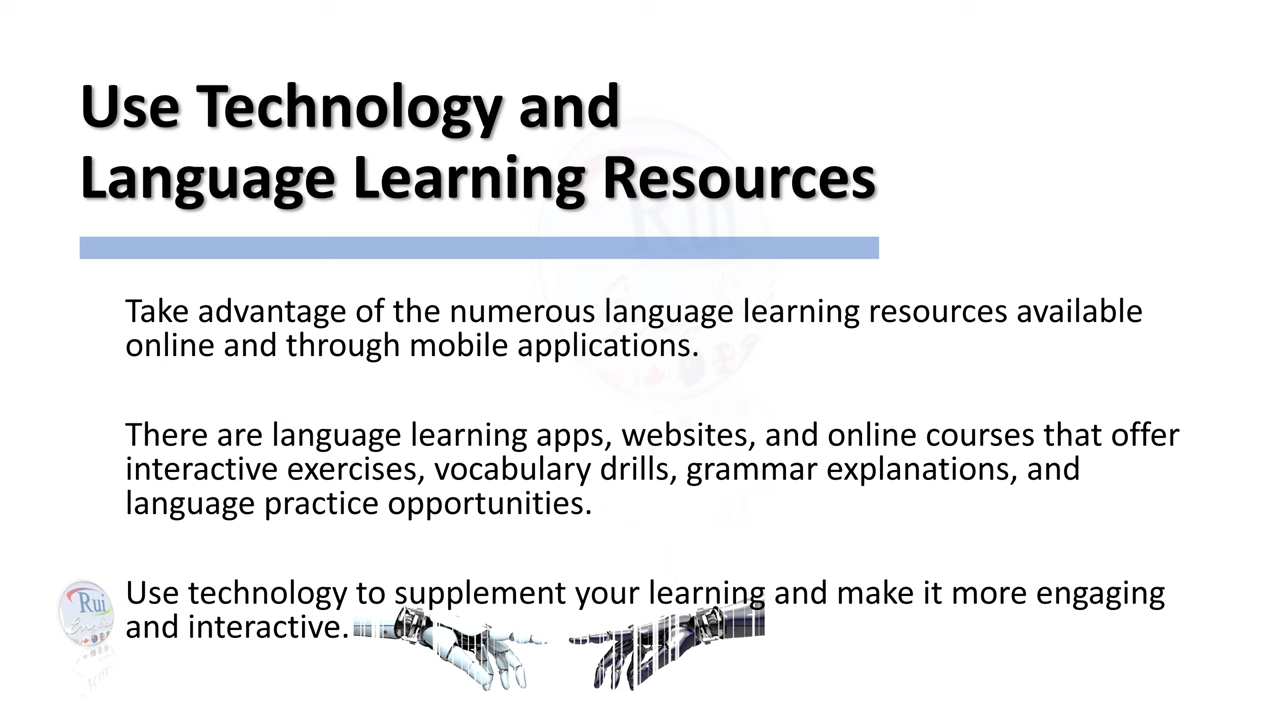 Use Technology and
Language Learning Resources
Take advantage of the numerous language learning resources available
online and through mobile applications.
There are language learning apps, websites, and online courses that offer
interactive exercises, vocabulary drills, grammar explanations, and
language practice opportunities.
Use technology to supplement your learning and make it more engaging
and interactive.
Rui